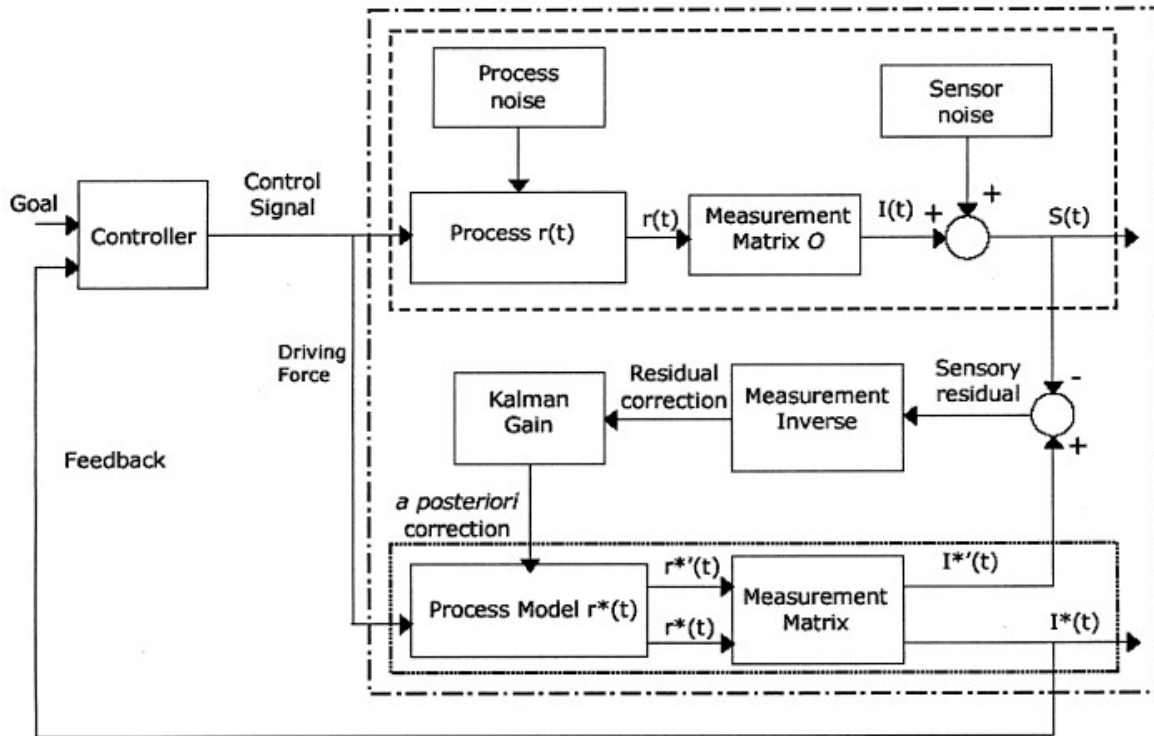 Process
noise
Sensor
noise
Goal
Control
Signal
Controller
Process r(t)
r(t)
Measurement
Matrix O
I(t)
+
+
S(t)
Driving
Force
Feedback
Kalman
Gain
Residual
correction
Measurement
Inverse
Sensory
residual
-
+
a posteriori
correction
Process Model r*(t)
r*'(t)
r*(t)
Measurement
Matrix
I*'(t)
I*(t)